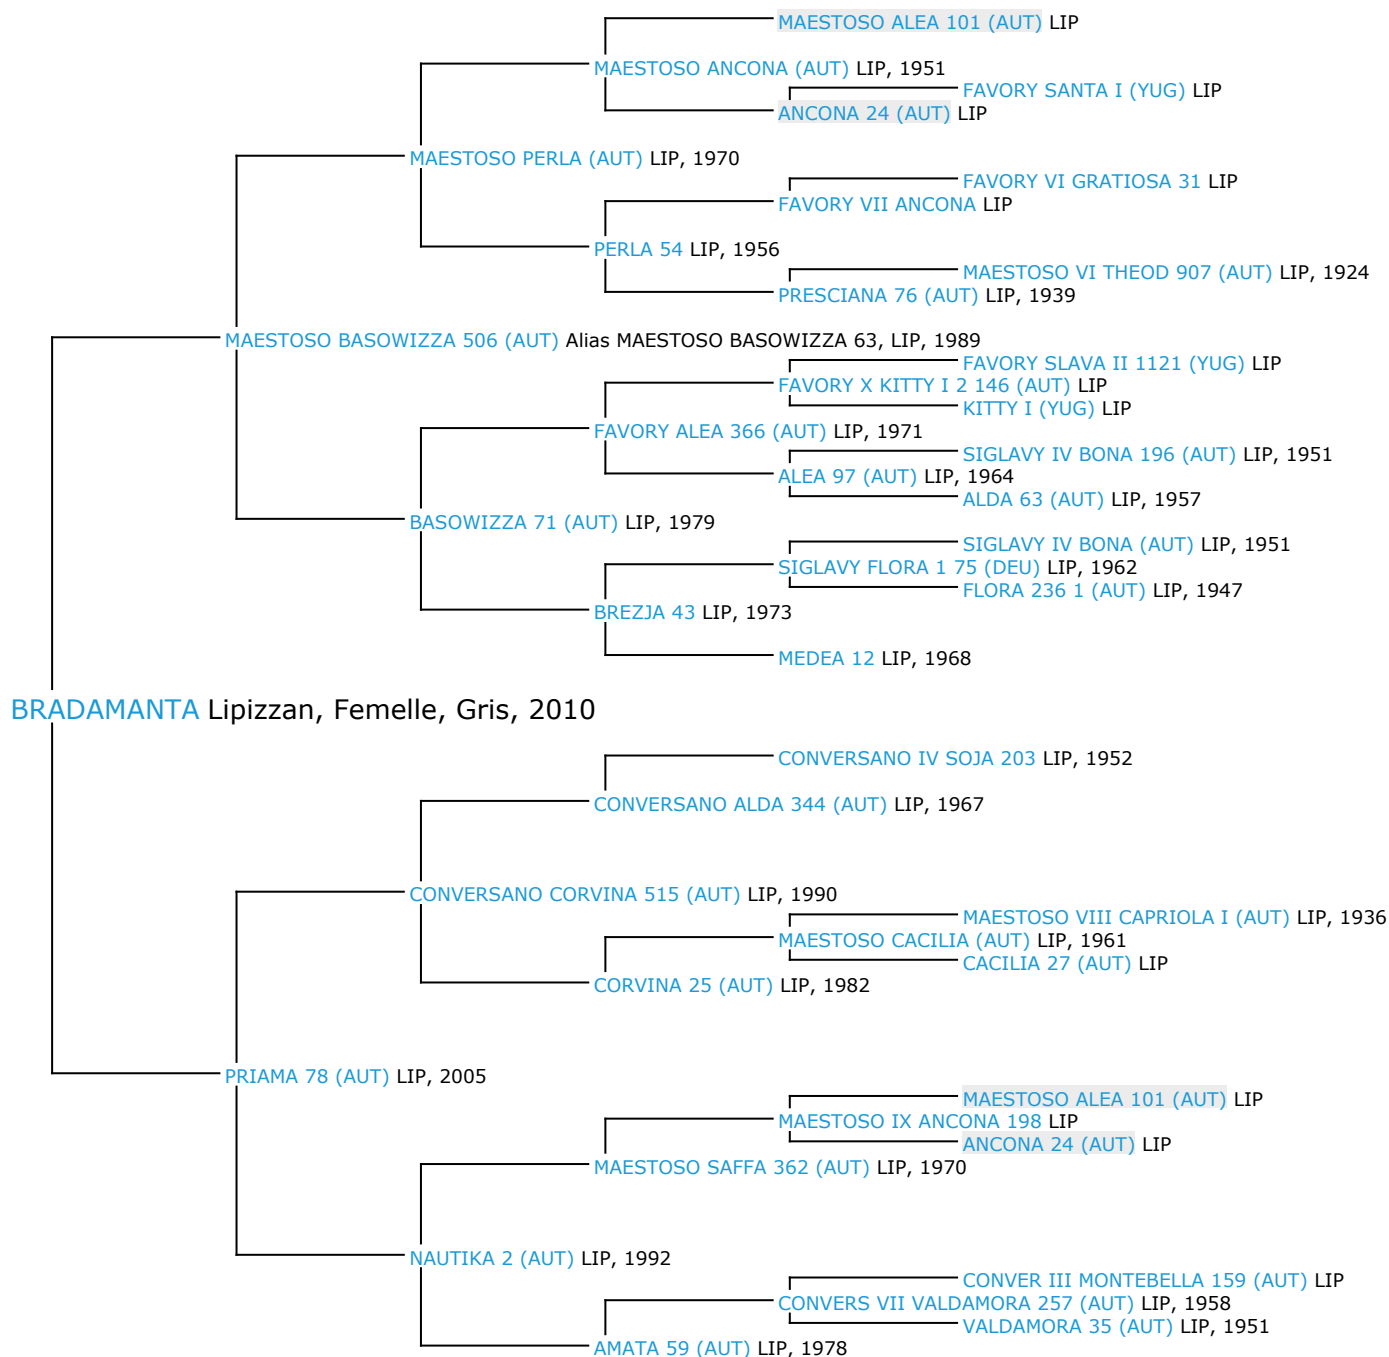 MAESTOSO ALEA 101 (AUT) LIP
MAESTOSO ANCONA (AUT) LIP, 1951
FAVORY SANTA I (YUG) LIP
ANCONA 24 (AUT) LIP
MAESTOSO PERLA (AUT) LIP, 1970
FAVORY VI GRATIOSA 31 LIP
FAVORY VII ANCONA LIP
PERLA 54 LIP, 1956
MAESTOSO VI THEOD 907 (AUT) LIP, 1924
PRESCIANA 76 (AUT) LIP, 1939
MAESTOSO BASOWIZZA 506 (AUT) Alias MAESTOSO BASOWIZZA 63, LIP, 1989
FAVORY SLAVA II 1121 (YUG) LIP
FAVORY X KITTY I 2 146 (AUT) LIP
KITTY I (YUG) LIP
FAVORY ALEA 366 (AUT) LIP, 1971
SIGLAVY IV BONA 196 (AUT) LIP, 1951
ALEA 97 (AUT) LIP, 1964
ALDA 63 (AUT) LIP, 1957
BASOWIZZA 71 (AUT) LIP, 1979
SIGLAVY IV BONA (AUT) LIP, 1951
SIGLAVY FLORA 1 75 (DEU) LIP, 1962
FLORA 236 1 (AUT) LIP, 1947
BREZJA 43 LIP, 1973
MEDEA 12 LIP, 1968
BRADAMANTA Lipizzan, Femelle, Gris, 2010
CONVERSANO IV SOJA 203 LIP, 1952
CONVERSANO ALDA 344 (AUT) LIP, 1967
CONVERSANO CORVINA 515 (AUT) LIP, 1990
MAESTOSO VIII CAPRIOLA I (AUT) LIP, 1936
MAESTOSO CACILIA (AUT) LIP, 1961
CACILIA 27 (AUT) LIP
CORVINA 25 (AUT) LIP, 1982
PRIAMA 78 (AUT) LIP, 2005
MAESTOSO ALEA 101 (AUT) LIP
MAESTOSO IX ANCONA 198 LIP
ANCONA 24 (AUT) LIP
MAESTOSO SAFFA 362 (AUT) LIP, 1970
NAUTIKA 2 (AUT) LIP, 1992
CONVER III MONTEBELLA 159 (AUT) LIP
CONVERS VII VALDAMORA 257 (AUT) LIP, 1958
VALDAMORA 35 (AUT) LIP, 1951
AMATA 59 (AUT) LIP, 1978